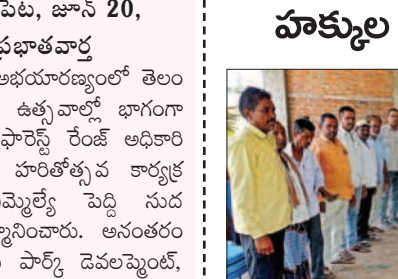 పేట, జూన్ 20,
ప్రభాతవార్త
అభయారణ్యంలో తెలం
ఉత్సవాల్లో భాగంగా
ఫారెస్ట్ రేంజ్ అధికారి
హరితోత్సవ కార్యక్ర
మ్మెల్యే పెద్ది సుద
న్మానించారు. అనంతరం
పార్క్ డెవలప్మెంట్,
హక్కుల